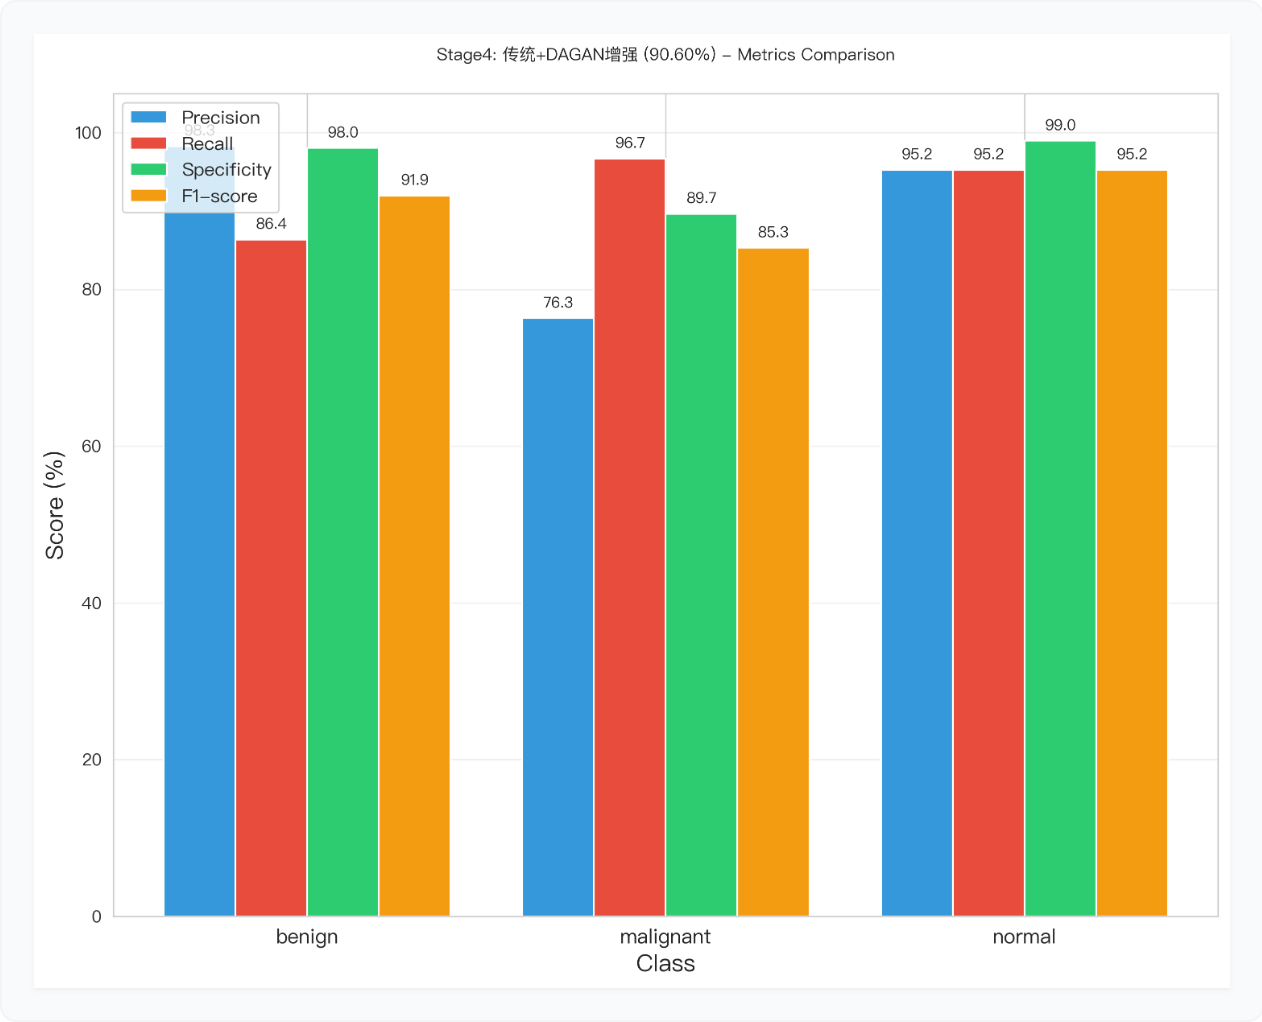 Stage4: 传统+DAGAN增强 (90.60%) – Metrics Comparison
Precision
Recall
Specificity
F1–score
98.3
86.4
98.0
91.9
76.3
96.7
89.7
85.3
95.2
95.2
99.0
95.2
Score (%)
100
80
60
40
20
0
benign
malignant
normal
Class